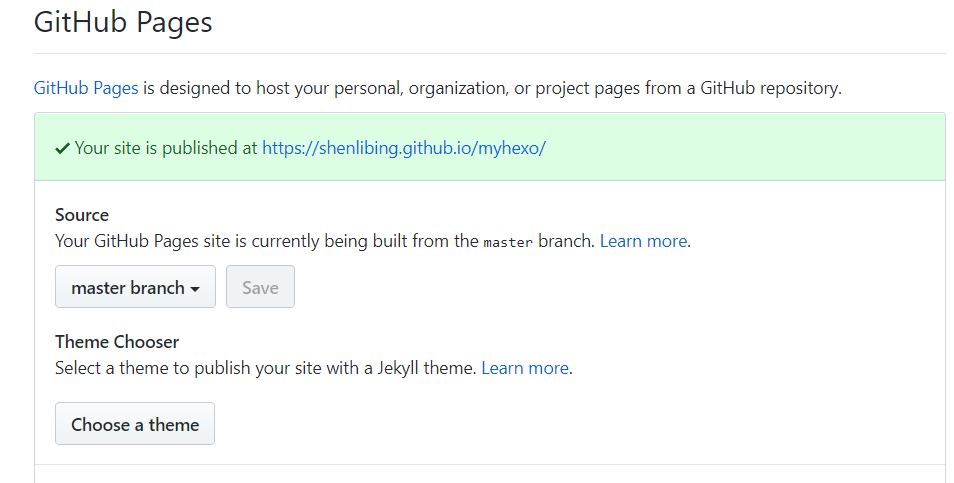 GitHub Pages
GitHub Pages is designed to host your personal, organization, or project pages from a GitHub repository.
Your site is published at https://shenlibing.github.io/myhexo/
Source
Your GitHub Pages site is currently being built from the master branch. Learn more.
master branch
Save
Theme Chooser
Select a theme to publish your site with a Jekyll theme. Learn more.
Choose a theme